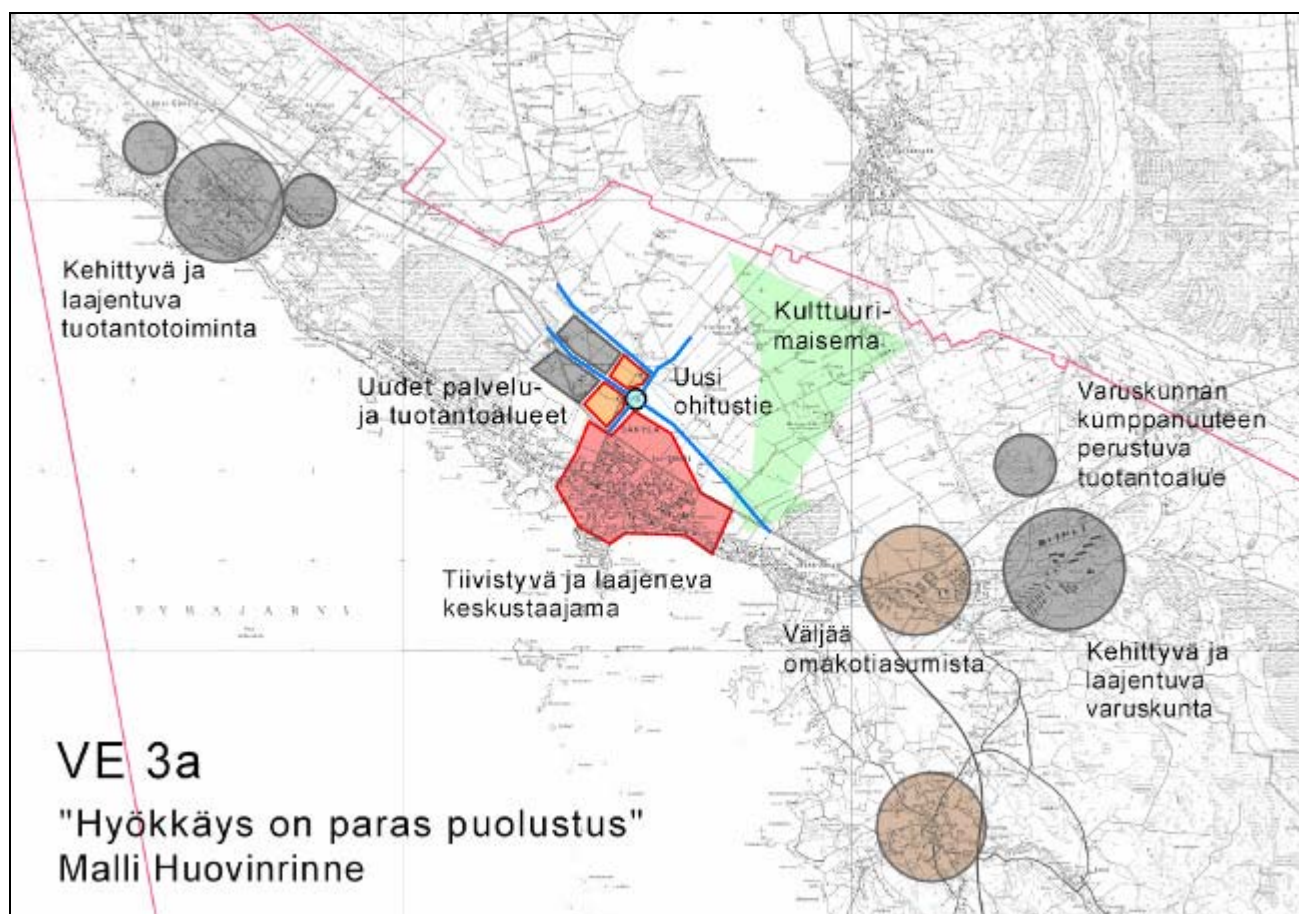 Kehittyvä ja
laajentuva
tuotantotoiminta
Uudet palvelu-
ja tuotantoalueet
Uusi
ohitustie
Kulttuuri-
maisema
Varuskunnan
kumppanuuteen
perustuva
tuotantoalue
Tiivistyvä ja laajeneva
keskustaajama
Väljää
omakotiasumista
Kehittyvä ja
laajentuva
varuskunta
VE 3a
"Hyökkäys on paras puolustus"
Malli Huovinrinne